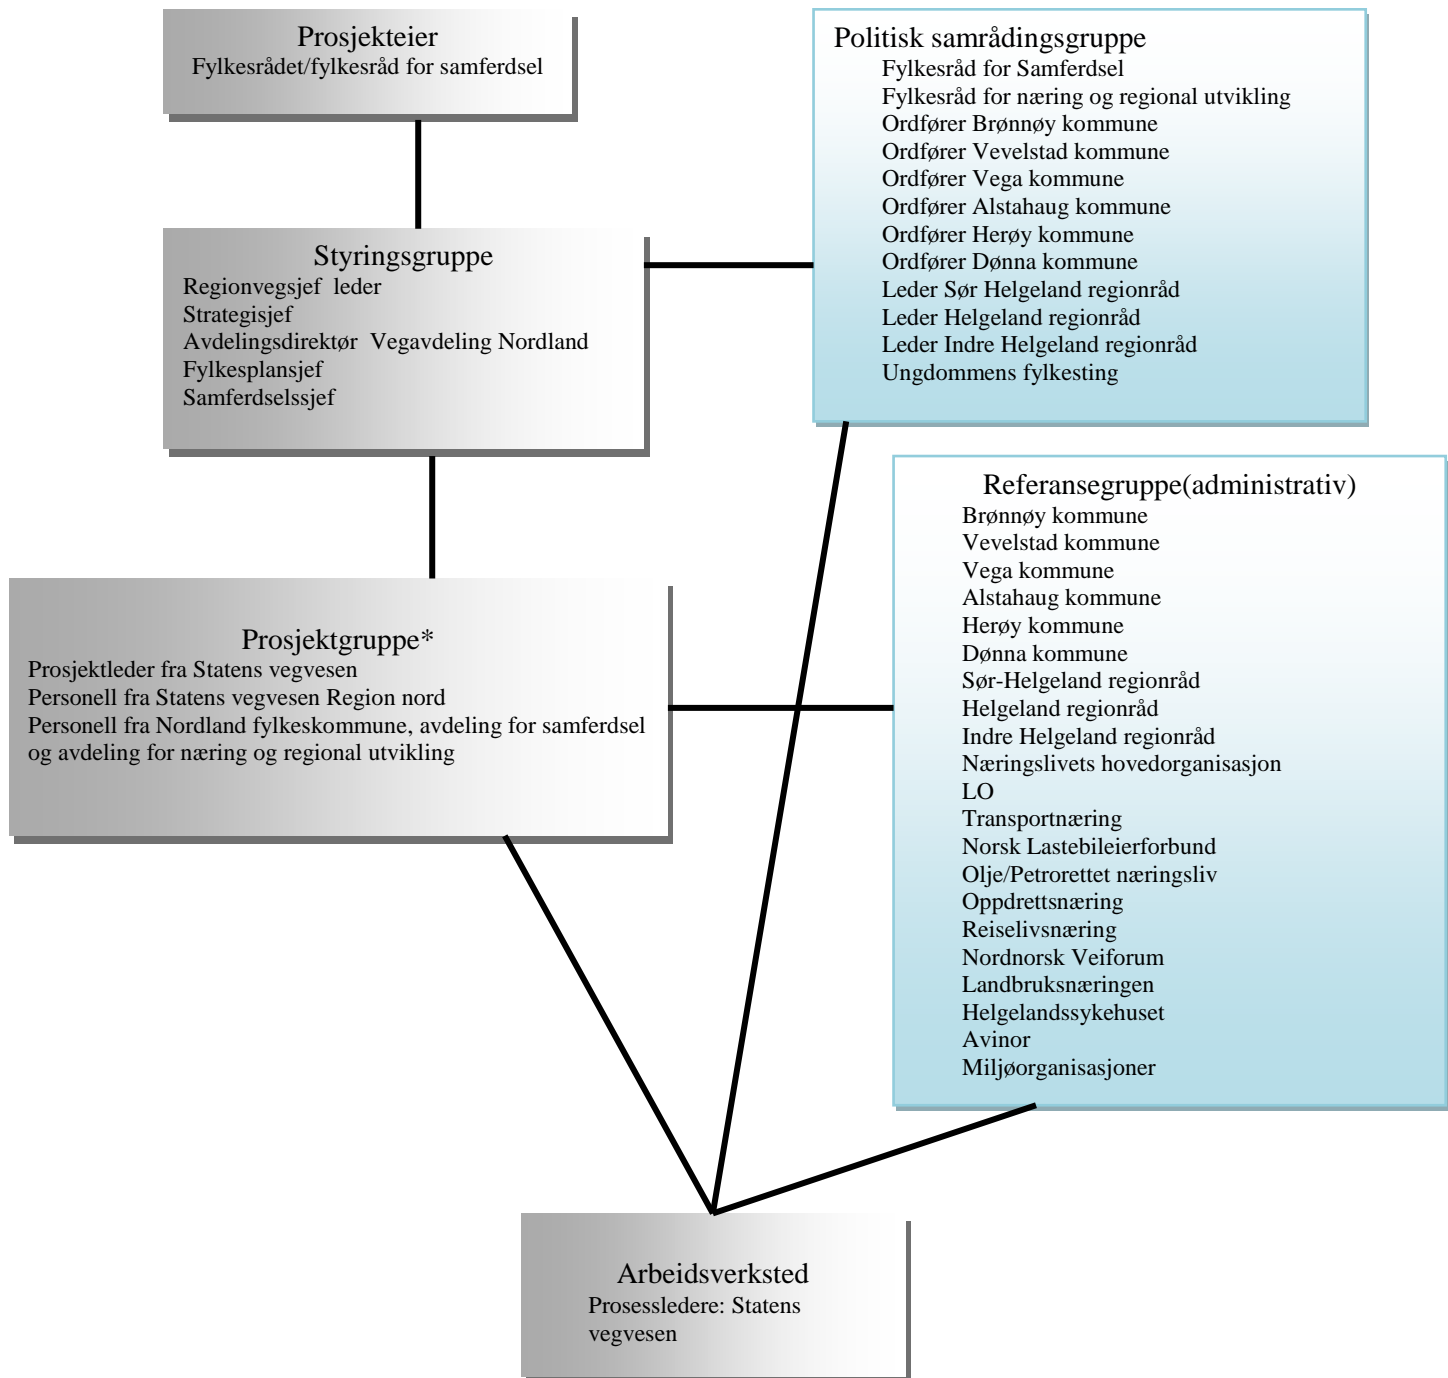 Prosjekteier
Fylkesrådet/fylkesråd for samferdsel
Politisk samrådingsgruppe
Fylkesråd for Samferdsel
Fylkesråd for næring og regional utvikling
Ordfører Brønnøy kommune
Ordfører Vevelstad kommune
Ordfører Vega kommune
Ordfører Alstahaug kommune
Ordfører Herøy kommune
Ordfører Dønna kommune
Leder Sør Helgeland regionråd
Leder Helgeland regionråd
Leder Indre Helgeland regionråd
Ungdommens fylkesting
Styringsgruppe
Regionvegsjef  leder
Strategisjef
Avdelingsdirektør  Vegavdeling Nordland
Fylkesplansjef
Samferdselssjef
Referansegruppe(administrativ)
Brønnøy kommune
Vevelstad kommune
Vega kommune
Alstahaug kommune
Herøy kommune
Dønna kommune
Sør-Helgeland regionråd
Helgeland regionråd
Indre Helgeland regionråd
Næringslivets hovedorganisasjon
LO
Transportnæring
Norsk Lastebileierforbund
Olje/Petrorettet næringsliv
Oppdrettsnæring
Reiselivsnæring
Nordnorsk Veiforum
Landbruksnæringen
Helgelandssykehuset
Avinor
Miljøorganisasjoner
Prosjektgruppe*
Prosjektleder fra Statens vegvesen
Personell fra Statens vegvesen Region nord
Personell fra Nordland fylkeskommune, avdeling for samferdsel
og avdeling for næring og regional utvikling
Arbeidsverksted
Prosessledere: Statens
vegvesen